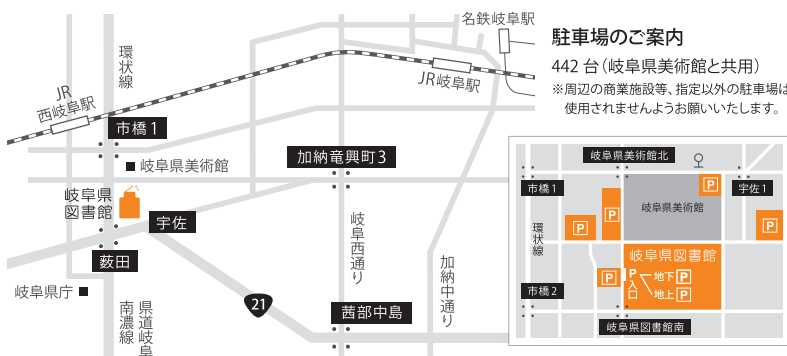 名鉄岐阜駅
環状線
JR
西岐阜駅
JR岐阜駅
市橋1
岐阜県美術館
加納竜興町3
岐阜県
図書館
宇佐
薮田
岐阜西通り
加納中通り
岐阜県庁
21
茜部中島
県道岐阜
南濃線
駐車場のご案内
442台(岐阜県美術館と共用)
※周辺の商業施設等、指定以外の駐車場は
使用されませんようお願いいたします。
岐阜県美術館北
市橋1
P
宇佐1
岐阜県美術館
P
P
P
環状線
岐阜県図書館
P
P
入口
地下P
地上P
市橋2
岐阜県図書館南